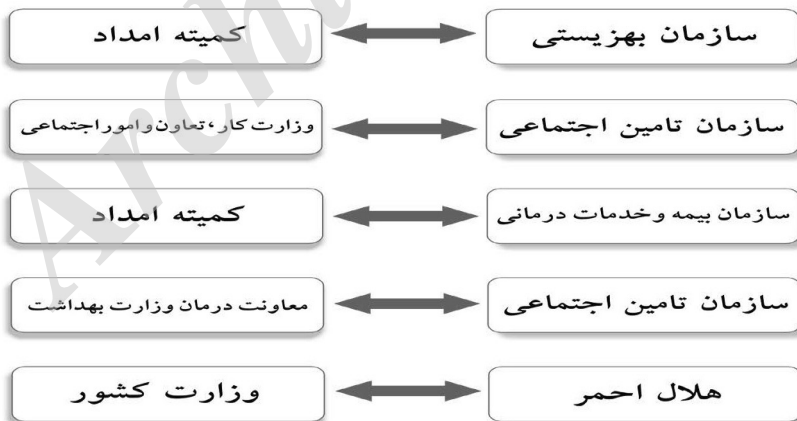 سازمان بهزیستی
کمیته امداد
سازمان تامین اجتماعی
وزارت کار، تعاون و امور اجتماعی
سازمان بیمه و خدمات درمانی
کمیته امداد
سازمان تامین اجتماعی
معاونت درمان وزارت بهداشت
هلال احمر
وزارت کشور
Archi